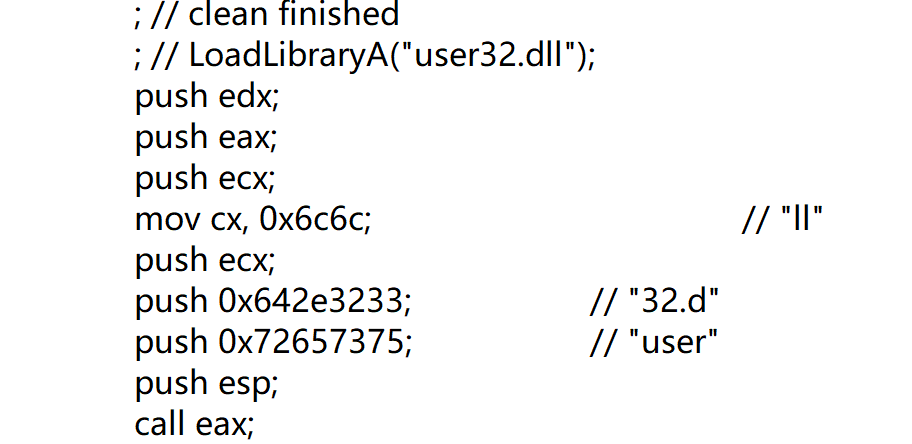 ; // clean finished
; // LoadLibraryA("user32.dll");
push edx;
push eax;
push ecx;
mov cx, 0x6c6c; // "ll"
push ecx;
push 0x642e3233; // "32.d"
push 0x72657375; // "user"
push esp;
call eax;